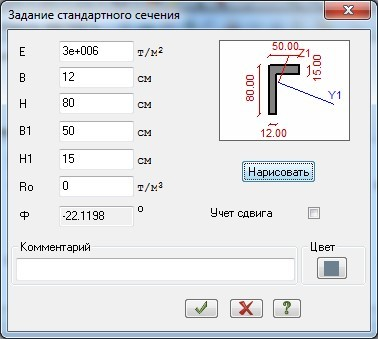 Задание стандартного сечения
E 3e+006 т/м²
B 12 см
H 80 см
B1 50 см
H1 15 см
Ro 0 т/м³
Ф -22.1198 °
50.00
Z1
15.00
80.00
Y1
12.00
Нарисовать
Учет сдвига
Комментарий
Цвет
?